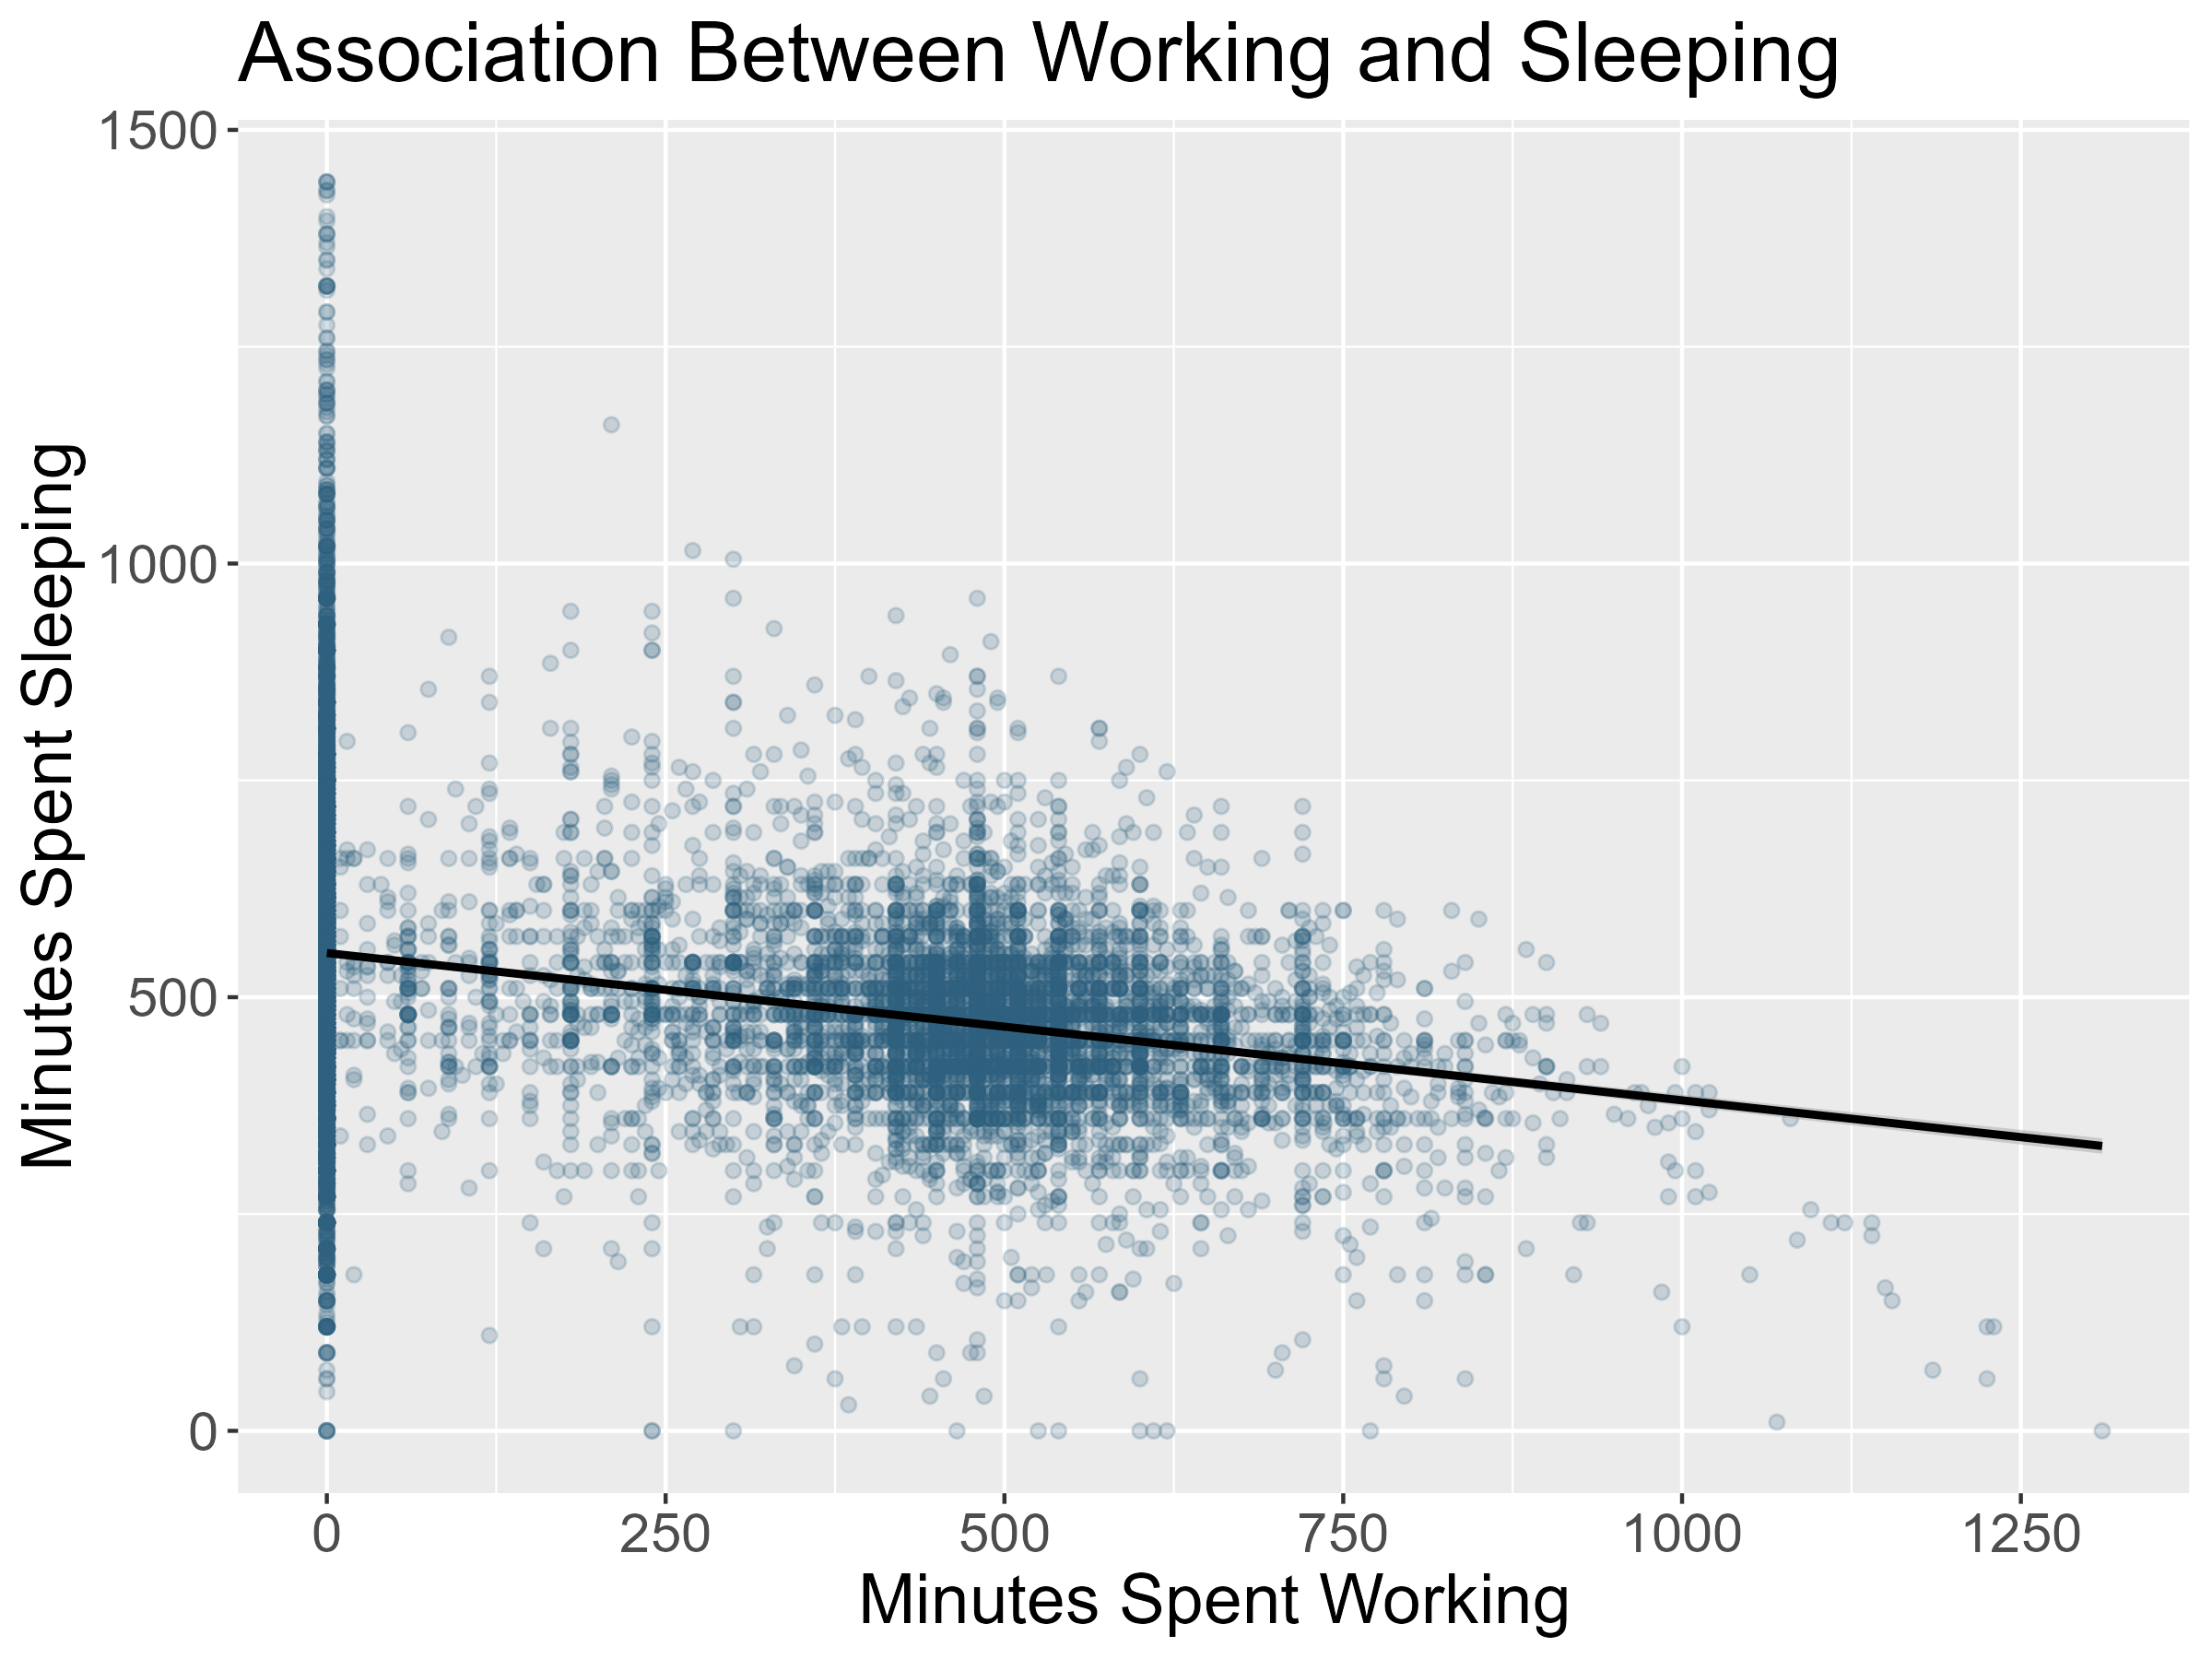 Association Between Working and Sleeping
1500
1000
500
0
Minutes Spent Sleeping
0 250 500 750 1000 1250
Minutes Spent Working